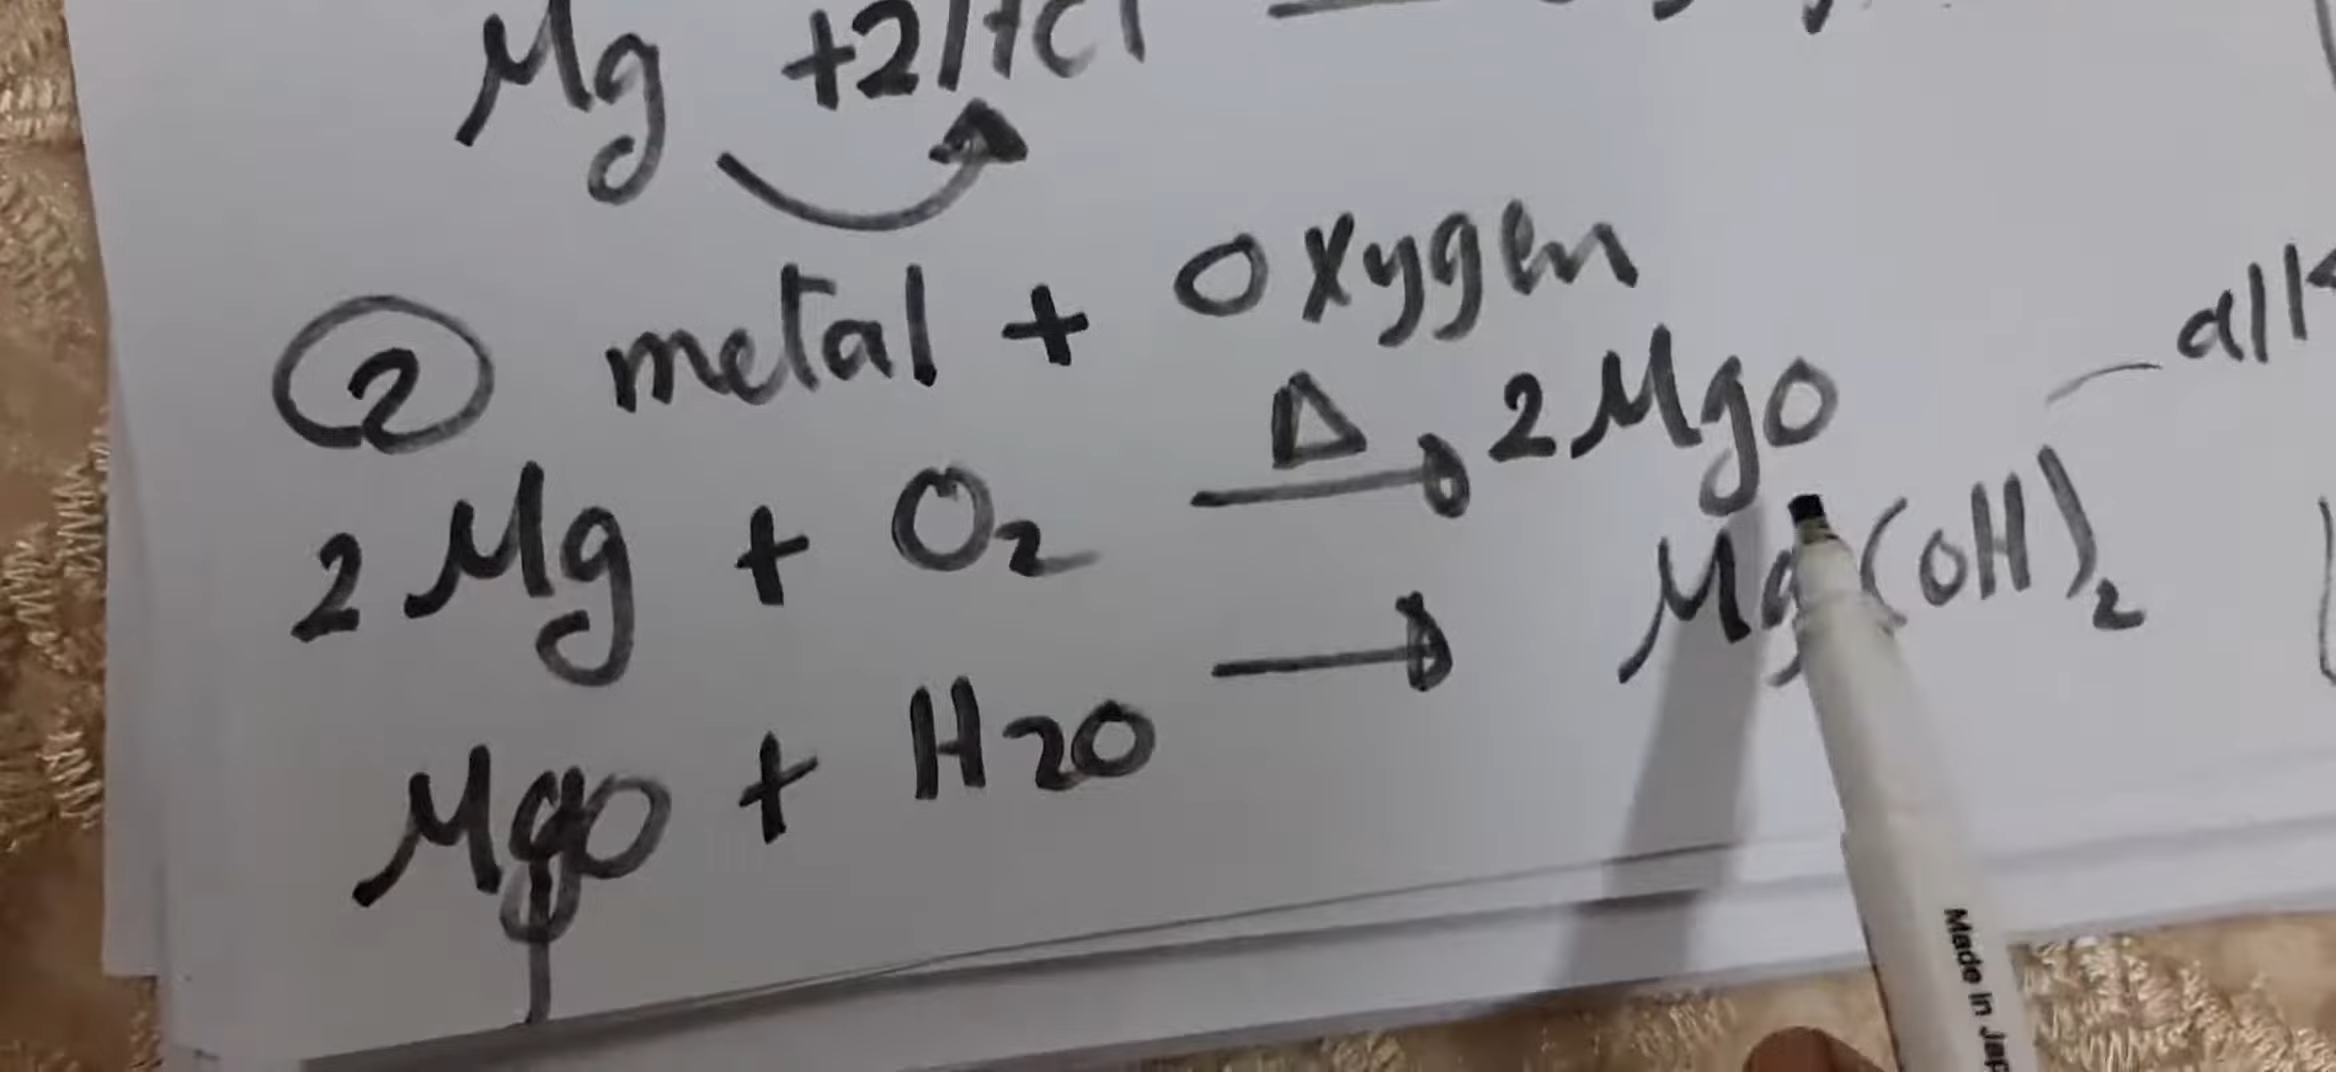 Mg +2HCl
② metal + Oxygen
2Mg + O₂ —Δ→ 2MgO
MgO + H2O → Mg(OH)₂
Made in Jap